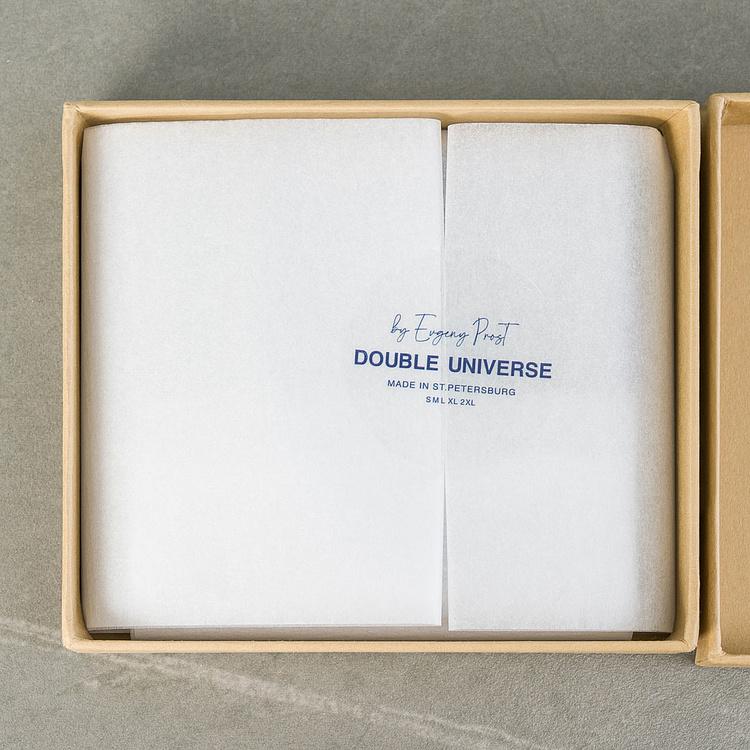 by Evgeny Prost
DOUBLE UNIVERSE
MADE IN ST.PETERSBURG
S M L XL 2XL